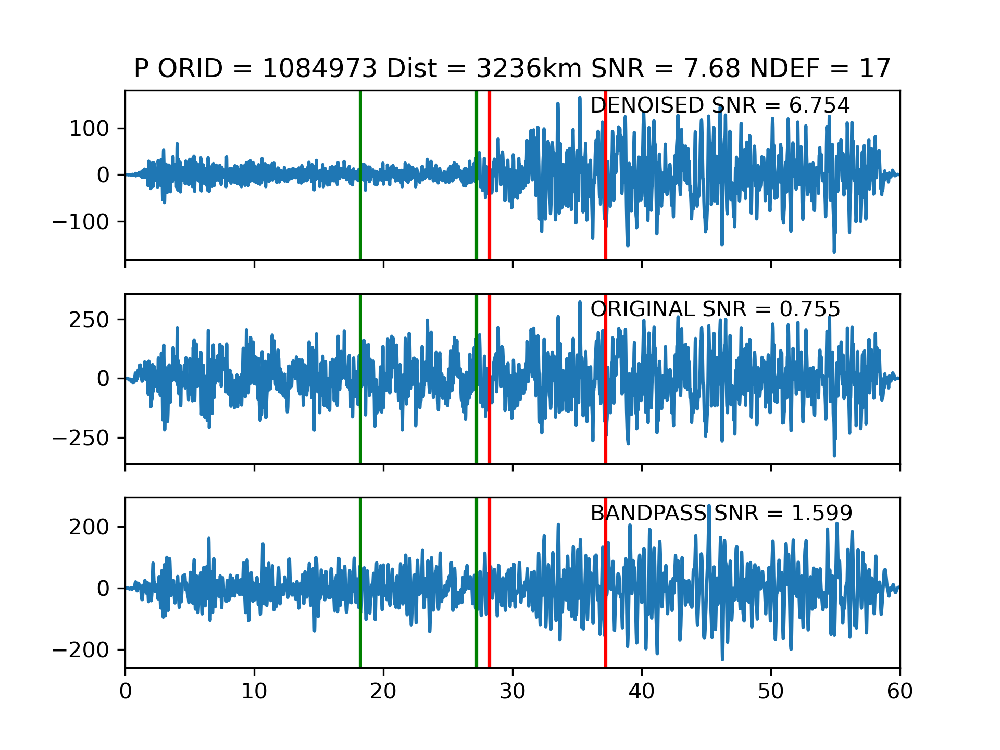 P ORID = 1084973 Dist = 3236km SNR = 7.68 NDEF = 17
DENOISED SNR = 6.754
100
0
−100
ORIGINAL SNR = 0.755
250
0
−250
BANDPASS SNR = 1.599
200
0
−200
0 10 20 30 40 50 60